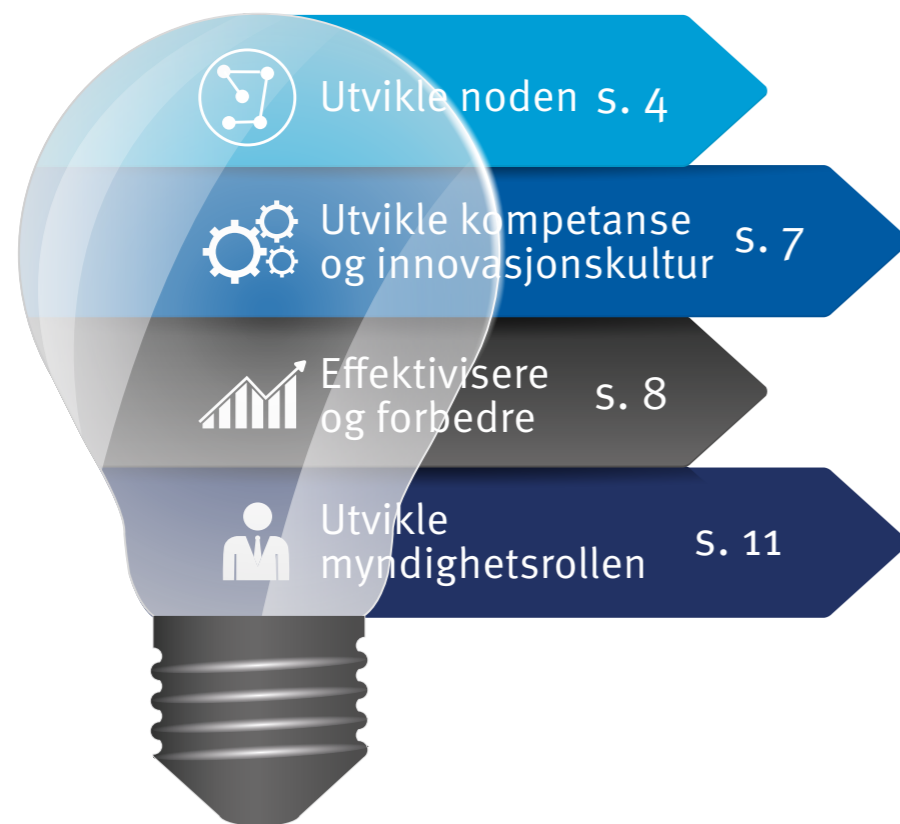 Utvikle noden s. 4
Utvikle kompetanse
og innovasjonskultur s. 7
Effektivisere
og forbedre s. 8
Utvikle
myndighetsrollen s. 11